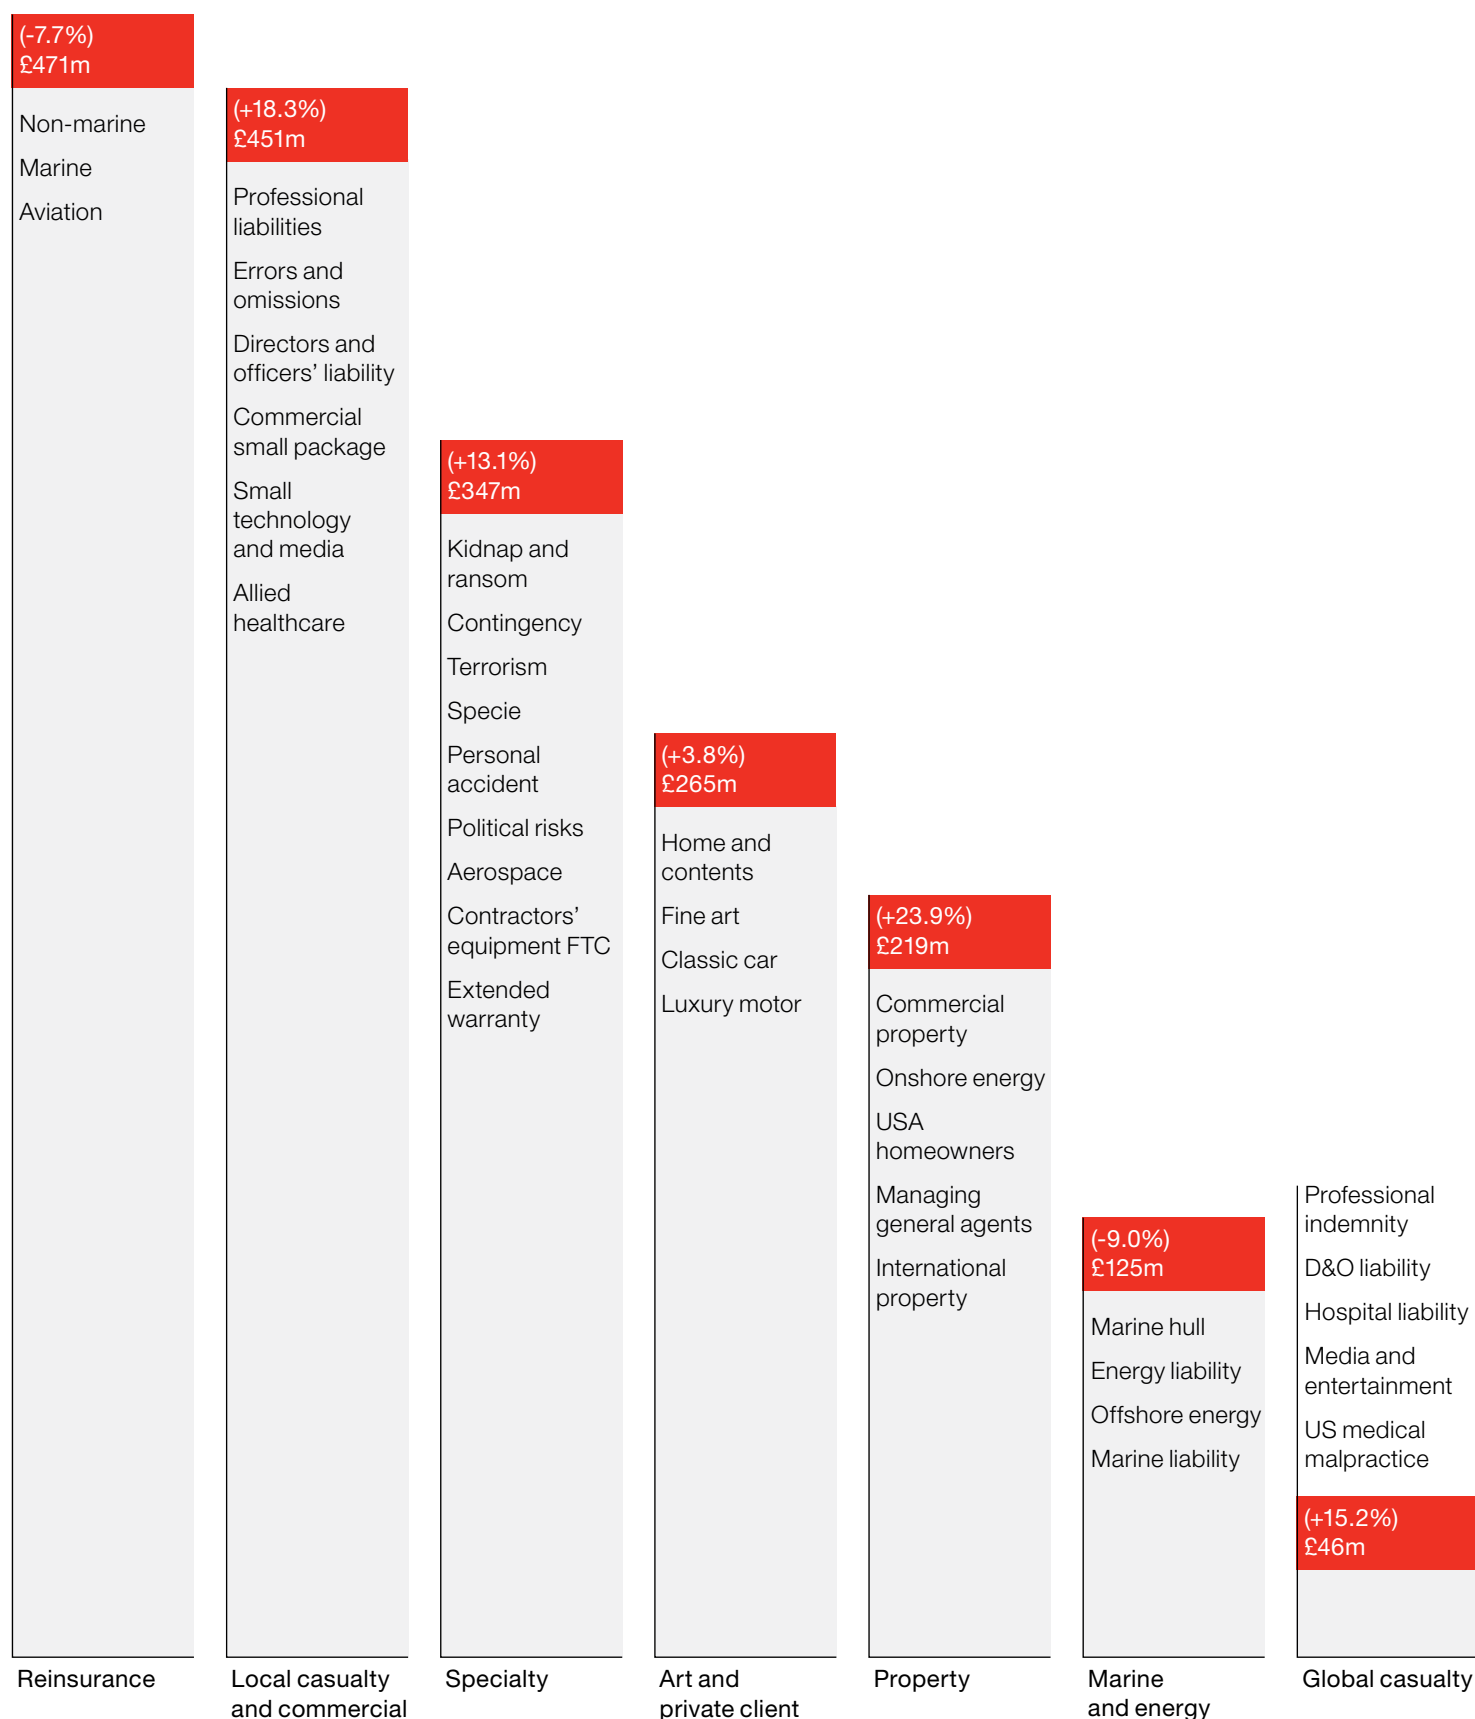 (-7.7%)
£471m
Non-marine
Marine
Aviation
Reinsurance
(+18.3%)
£451m
Professional
liabilities
Errors and
omissions
Directors and
officers’ liability
Commercial
small package
Small
technology
and media
Allied
healthcare
Local casualty
and commercial
(+13.1%)
£347m
Kidnap and
ransom
Contingency
Terrorism
Specie
Personal
accident
Political risks
Aerospace
Contractors’
equipment FTC
Extended
warranty
Specialty
(+3.8%)
£265m
Home and
contents
Fine art
Classic car
Luxury motor
Art and
private client
(+23.9%)
£219m
Commercial
property
Onshore energy
USA
homeowners
Managing
general agents
International
property
Property
(-9.0%)
£125m
Marine hull
Energy liability
Offshore energy
Marine liability
Marine
and energy
Professional
indemnity
D&O liability
Hospital liability
Media and
entertainment
US medical
malpractice
(+15.2%)
£46m
Global casualty